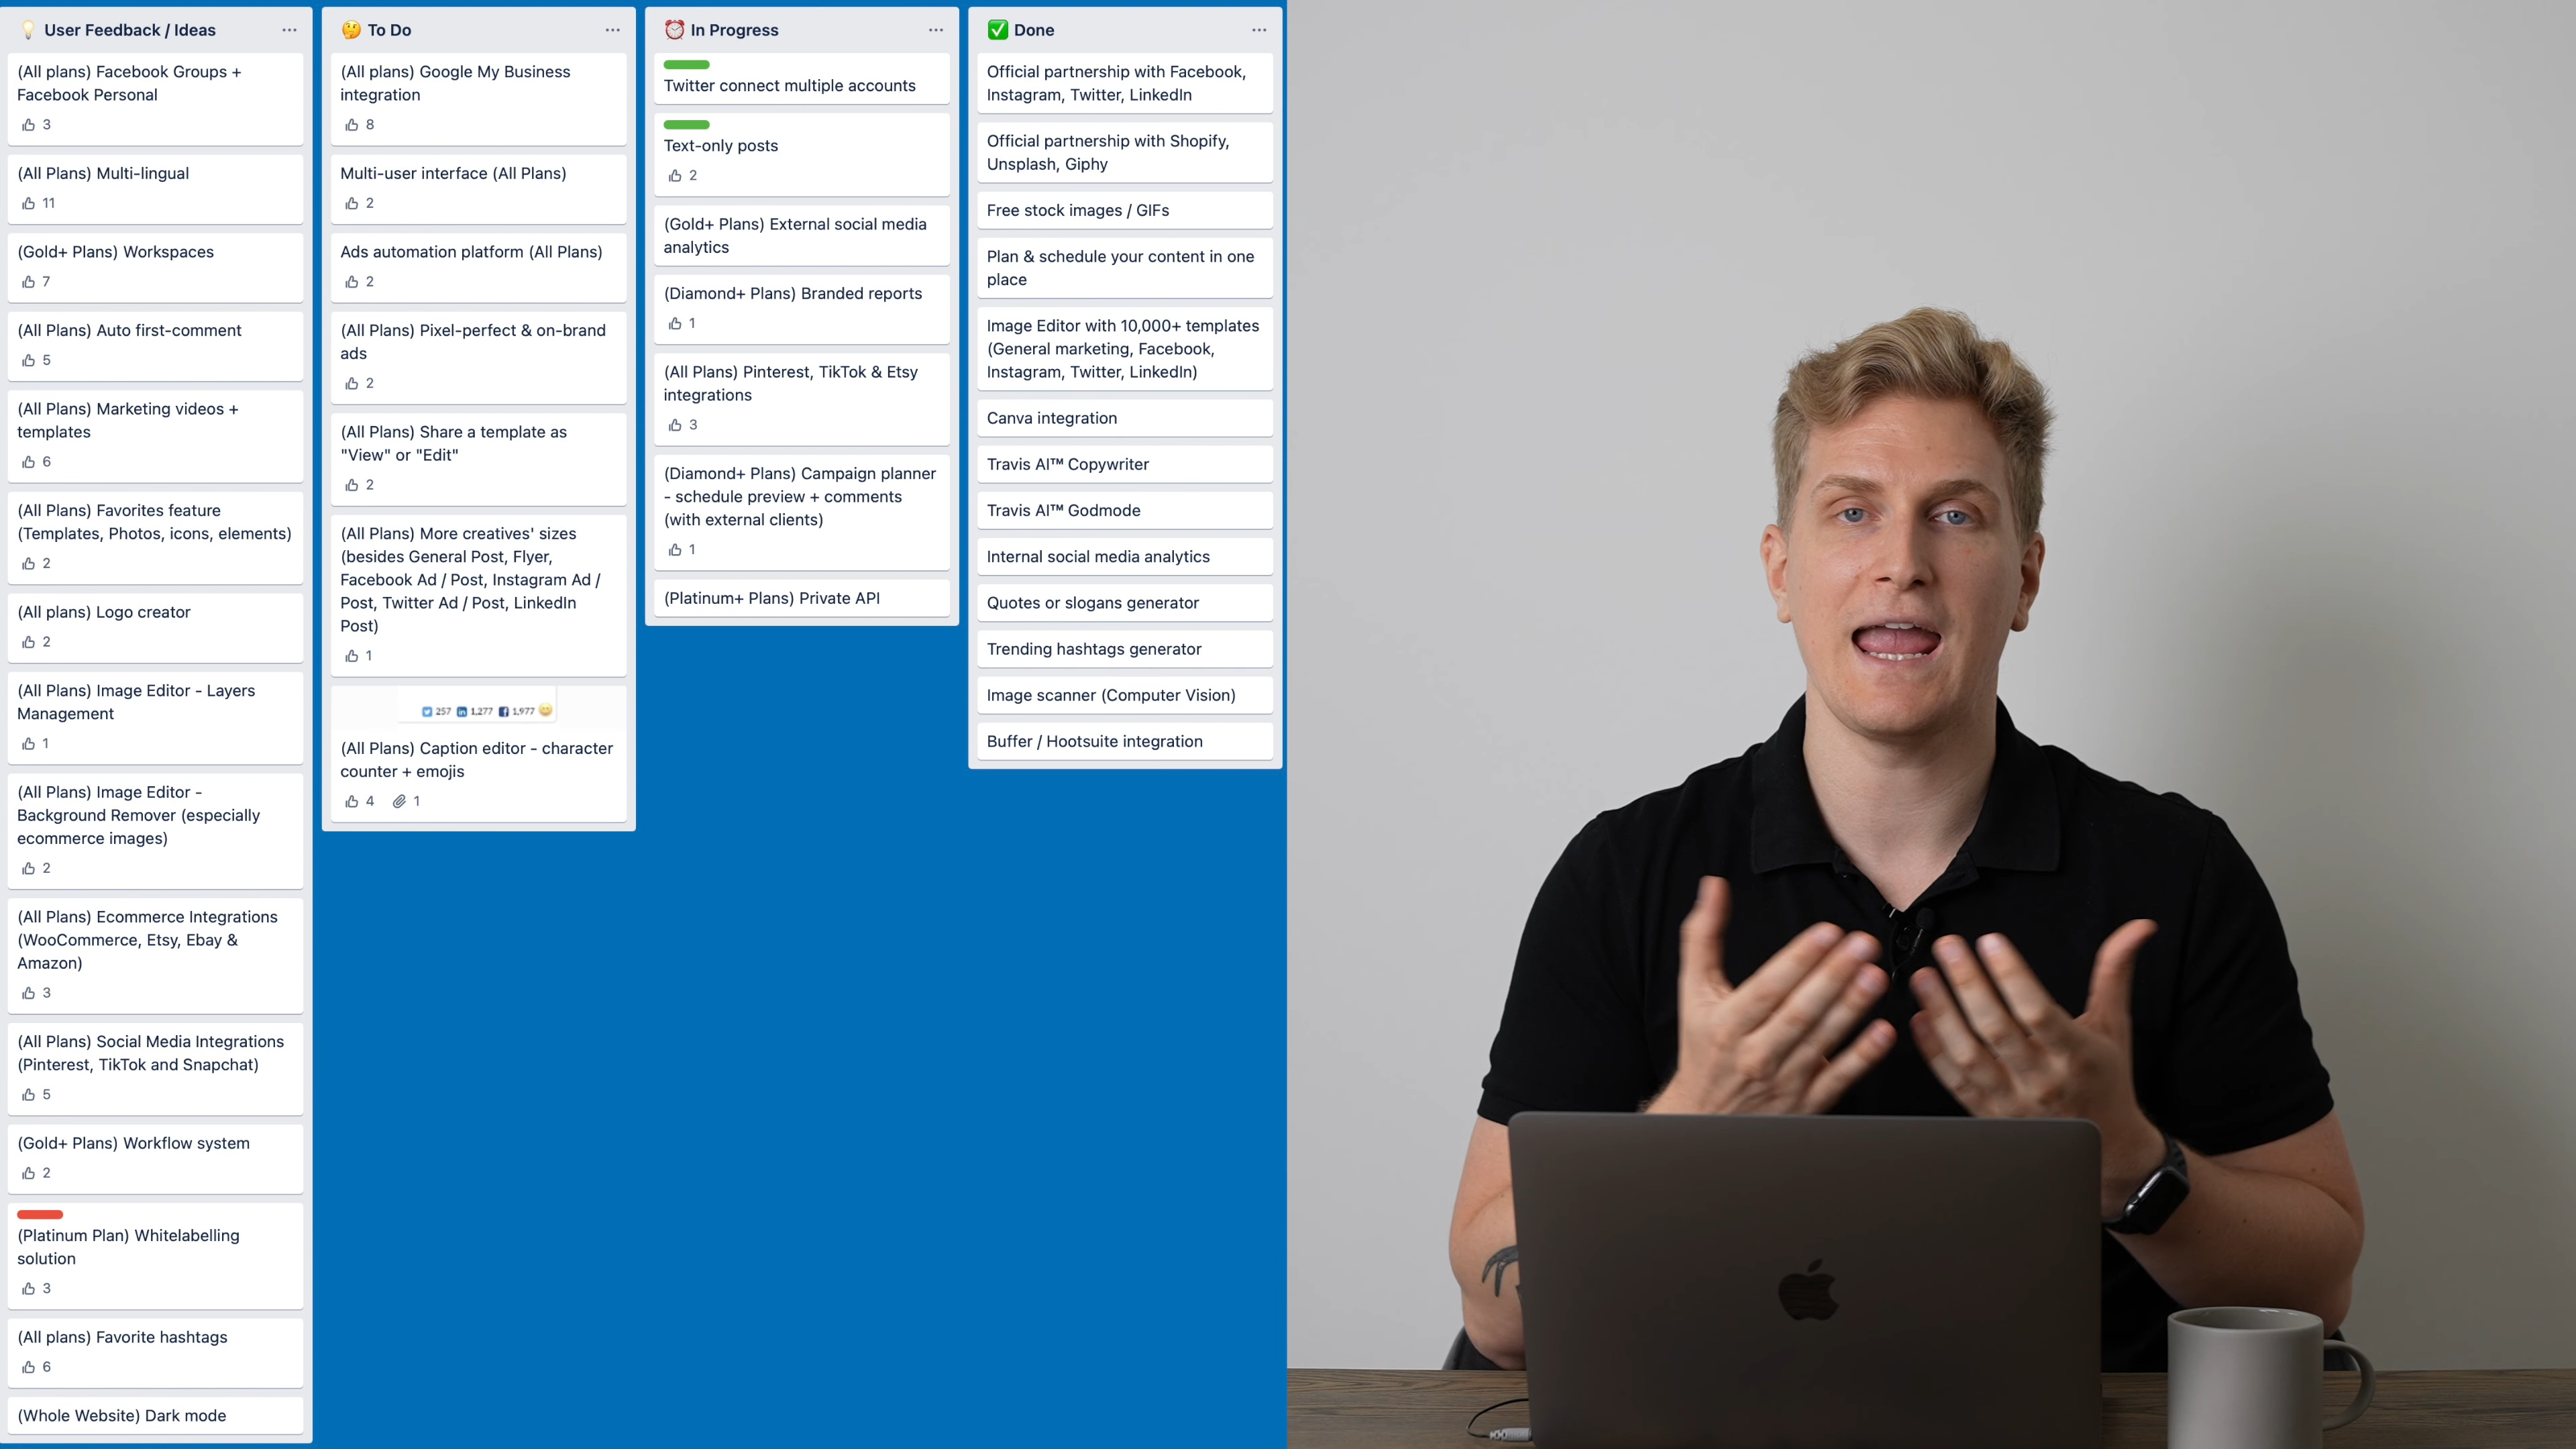 User Feedback / Ideas
(All plans) Facebook Groups +
Facebook Personal
3
(All Plans) Multi-lingual
11
(Gold+ Plans) Workspaces
7
(All Plans) Auto first-comment
5
(All Plans) Marketing videos +
templates
6
(All Plans) Favorites feature
(Templates, Photos, icons, elements)
2
(All plans) Logo creator
2
(All Plans) Image Editor - Layers
Management
1
(All Plans) Image Editor -
Background Remover (especially
ecommerce images)
2
(All Plans) Ecommerce Integrations
(WooCommerce, Etsy, Ebay &
Amazon)
3
(All Plans) Social Media Integrations
(Pinterest, TikTok and Snapchat)
5
(Gold+ Plans) Workflow system
2
(Platinum Plan) Whitelabelling
solution
3
(All plans) Favorite hashtags
6
(Whole Website) Dark mode
To Do
(All plans) Google My Business
integration
8
Multi-user interface (All Plans)
2
Ads automation platform (All Plans)
2
(All Plans) Pixel-perfect & on-brand
ads
2
(All Plans) Share a template as
"View" or "Edit"
2
(All Plans) More creatives' sizes
(besides General Post, Flyer,
Facebook Ad / Post, Instagram Ad /
Post, Twitter Ad / Post, LinkedIn
Post)
1
257 1,277 1,977
(All Plans) Caption editor - character
counter + emojis
4 1
In Progress
Twitter connect multiple accounts
Text-only posts
2
(Gold+ Plans) External social media
analytics
(Diamond+ Plans) Branded reports
1
(All Plans) Pinterest, TikTok & Etsy
integrations
3
(Diamond+ Plans) Campaign planner
- schedule preview + comments
(with external clients)
1
(Platinum+ Plans) Private API
Done
Official partnership with Facebook,
Instagram, Twitter, LinkedIn
Official partnership with Shopify,
Unsplash, Giphy
Free stock images / GIFs
Plan & schedule your content in one
place
Image Editor with 10,000+ templates
(General marketing, Facebook,
Instagram, Twitter, LinkedIn)
Canva integration
Travis AI™ Copywriter
Travis AI™ Godmode
Internal social media analytics
Quotes or slogans generator
Trending hashtags generator
Image scanner (Computer Vision)
Buffer / Hootsuite integration